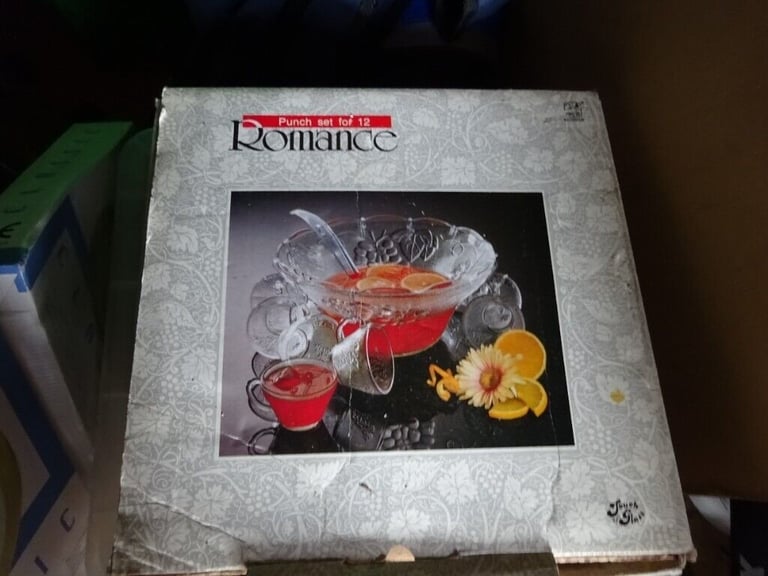 Punch set for 12
Romance